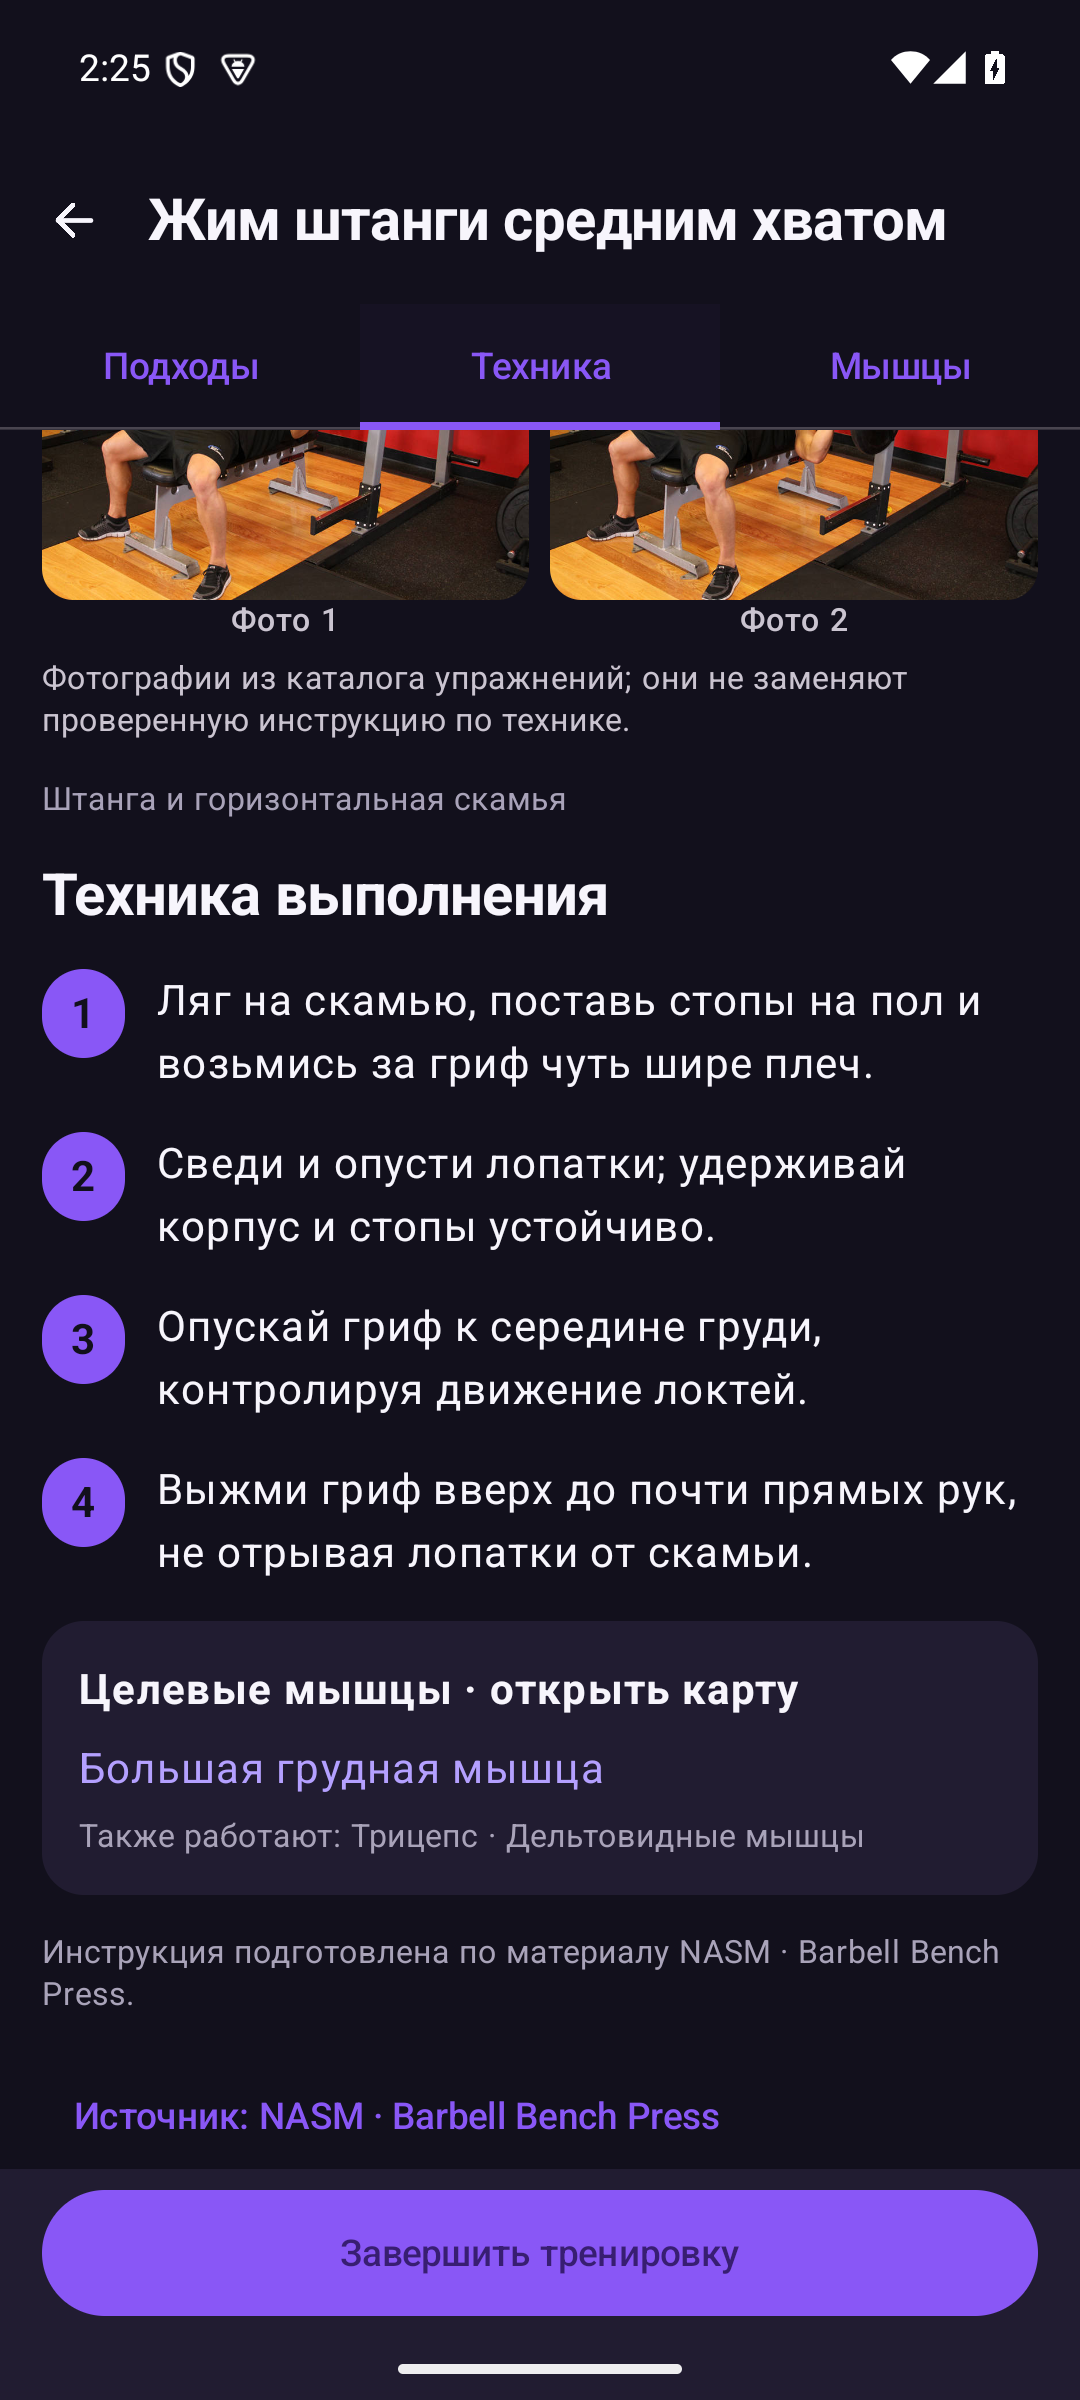 2:25
Жим штанги средним хватом
Подходы
Техника
Мышцы
Фото 1
Фото 2
Фотографии из каталога упражнений; они не заменяют
проверенную инструкцию по технике.
Штанга и горизонтальная скамья
Техника выполнения
1
Ляг на скамью, поставь стопы на пол и
возьмись за гриф чуть шире плеч.
2
Сведи и опусти лопатки; удерживай
корпус и стопы устойчиво.
3
Опускай гриф к середине груди,
контролируя движение локтей.
4
Выжми гриф вверх до почти прямых рук,
не отрывая лопатки от скамьи.
Целевые мышцы · открыть карту
Большая грудная мышца
Также работают: Трицепс · Дельтовидные мышцы
Инструкция подготовлена по материалу NASM · Barbell Bench
Press.
Источник: NASM · Barbell Bench Press
Завершить тренировку